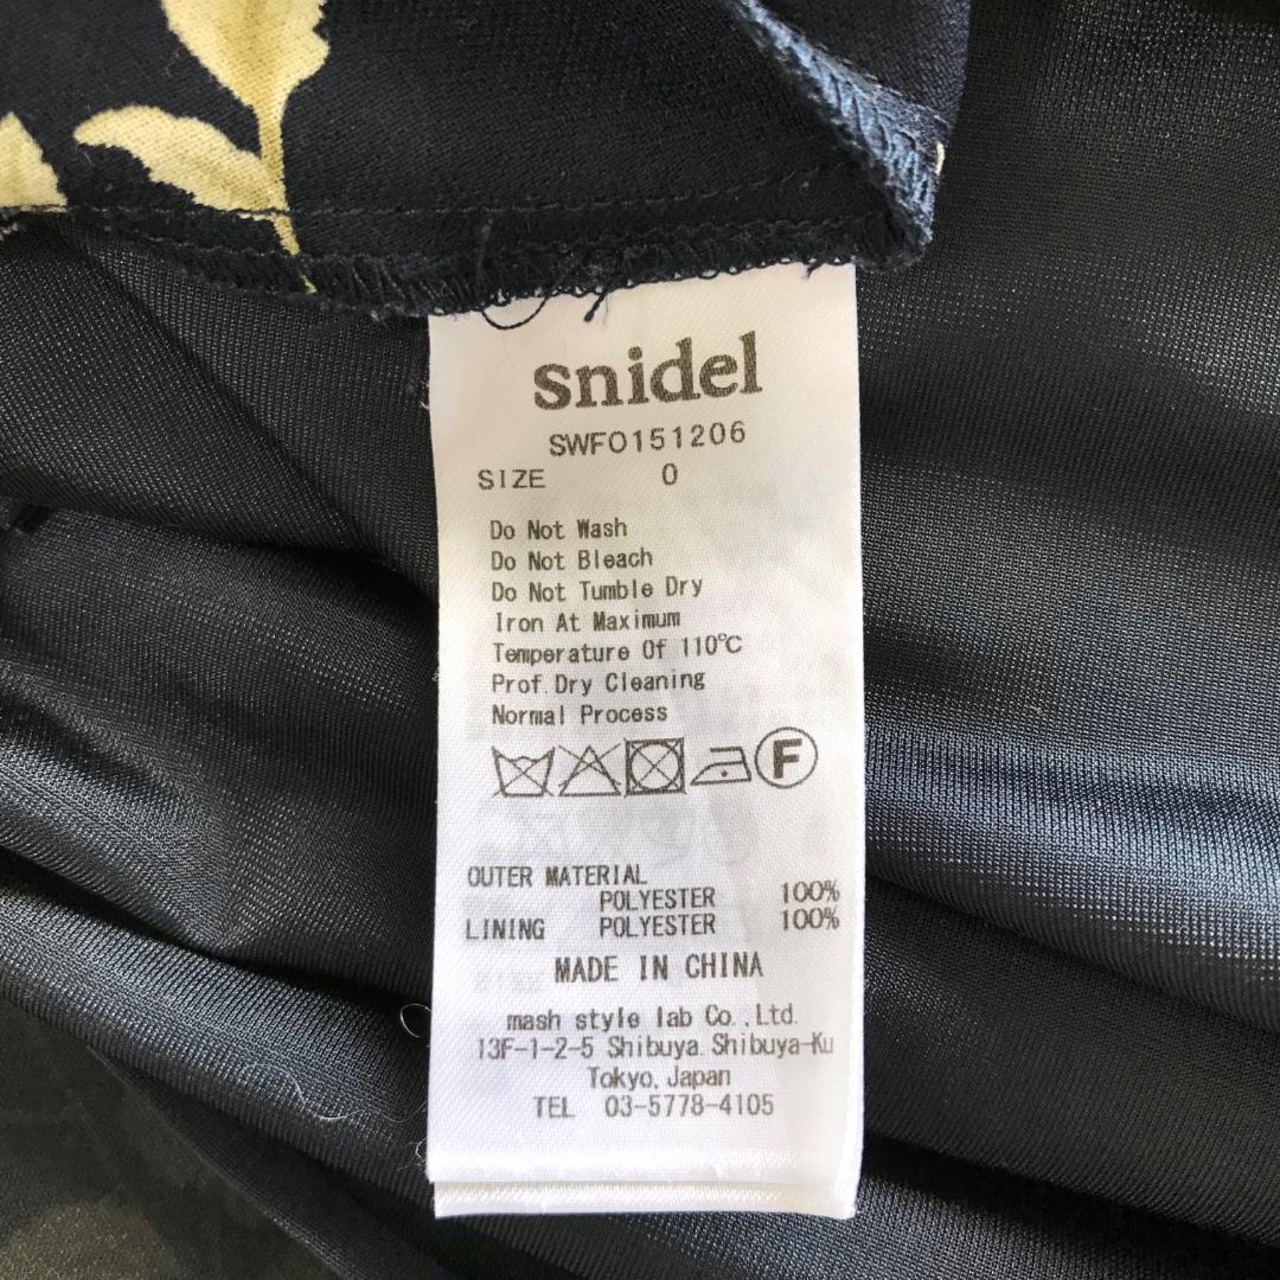 snidel
SWFO151206
SIZE 0
Do Not Wash
Do Not Bleach
Do Not Tumble Dry
Iron At Maximum
Temperature Of 110℃
Prof.Dry Cleaning
Normal Process
F
OUTER MATERIAL
POLYESTER 100%
LINING POLYESTER 100%
MADE IN CHINA
mash style lab Co.,Ltd.
13F-1-2-5 Shibuya Shibuya-Ku
Tokyo, Japan
TEL 03-5778-4105